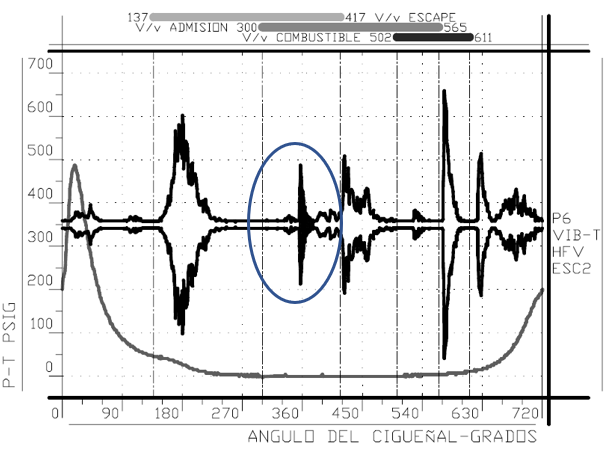 137 417 V/v ESCAPE
V/v ADMISION 300 565
V/v COMBUSTIBLE 502 611
700
600
500
400
300
200
100
0
P-T PSIG
P6
VIB-T
HFV
ESC2
0 90 180 270 360 450 540 630 720
ANGULO DEL CIGUEÑAL-GRADOS